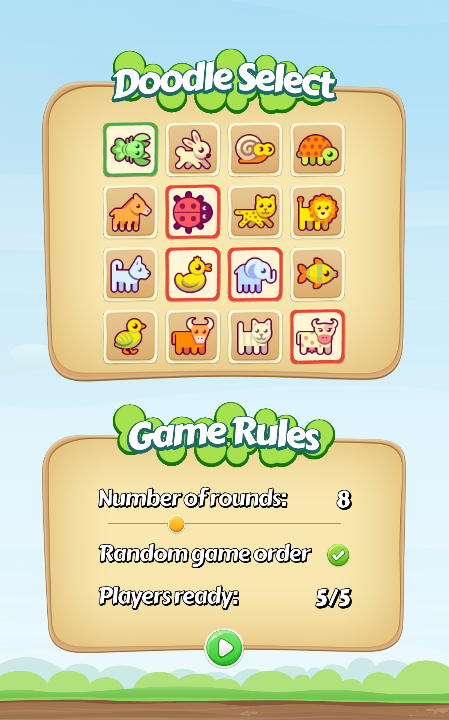 Doodle Select
Game Rules
Number of rounds: 8
Random game order
Players ready: 5/5